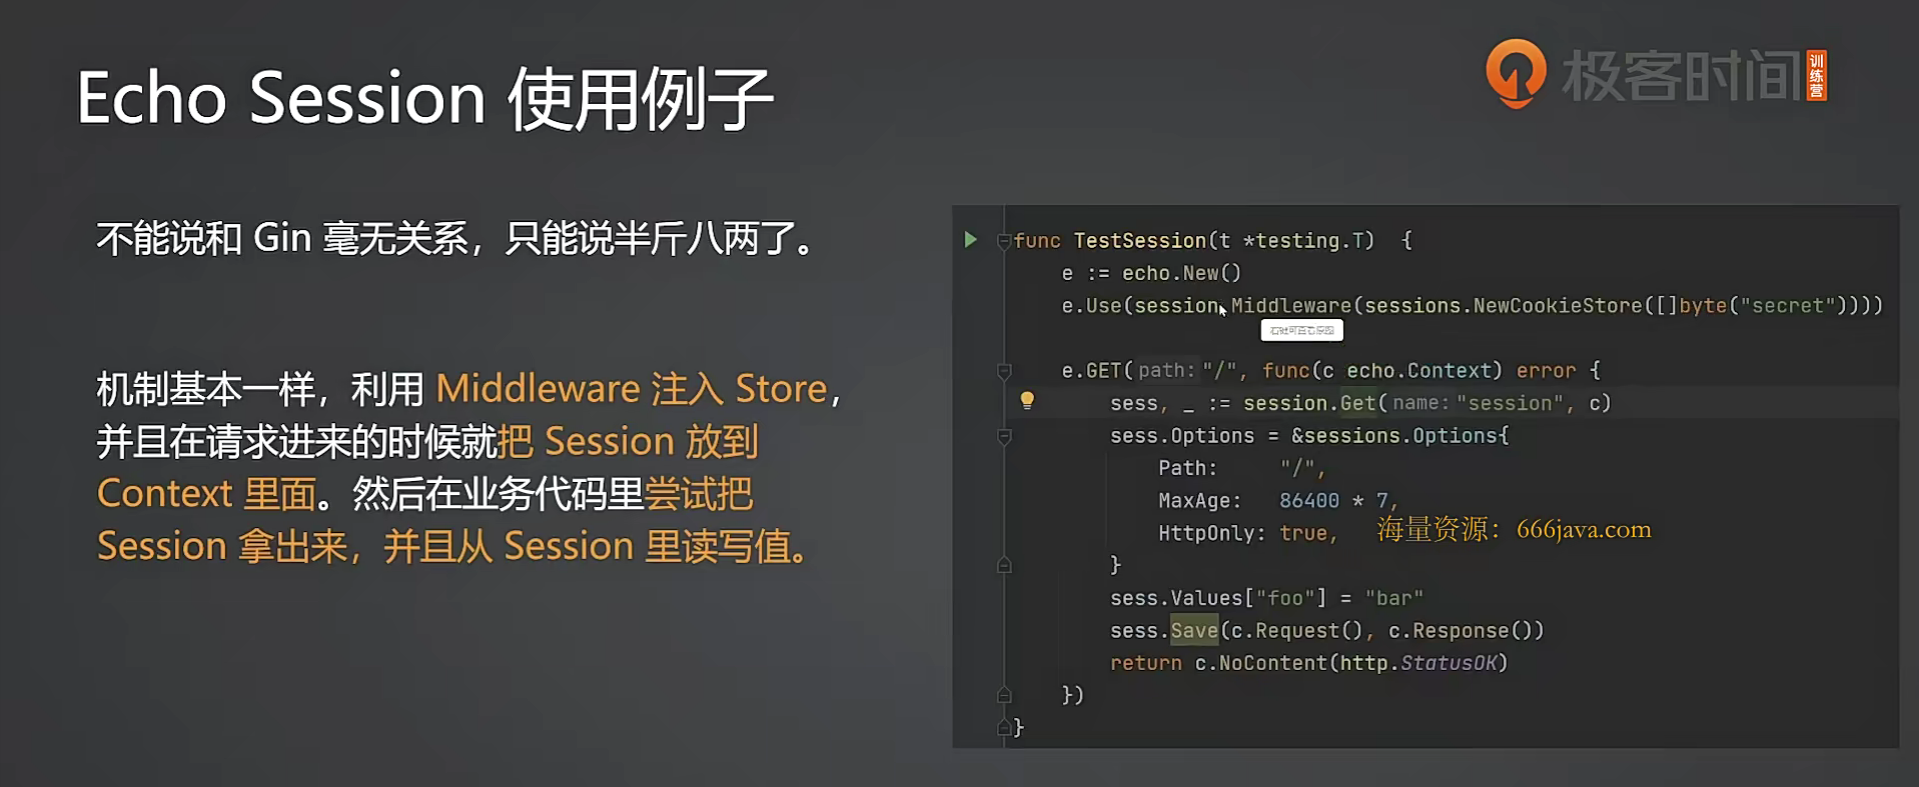 Echo Session 使用例子
极客时间
训练营
不能说和 Gin 毫无关系，只能说半斤八两了。
机制基本一样，利用 Middleware 注入 Store，
并且在请求进来的时候就把 Session 放到
Context 里面。然后在业务代码里尝试把
Session 拿出来，并且从 Session 里读写值。
func TestSession(t *testing.T) {
e := echo.New()
e.Use(session.Middleware(sessions.NewCookieStore([]byte("secret"))))
e.GET( path: "/", func(c echo.Context) error {
sess, _ := session.Get( name: "session", c)
sess.Options = &sessions.Options{
Path: "/",
MaxAge: 86400 * 7,
HttpOnly: true,
海量资源：666java.com
}
sess.Values["foo"] = "bar"
sess.Save(c.Request(), c.Response())
return c.NoContent(http.StatusOK)
})
}